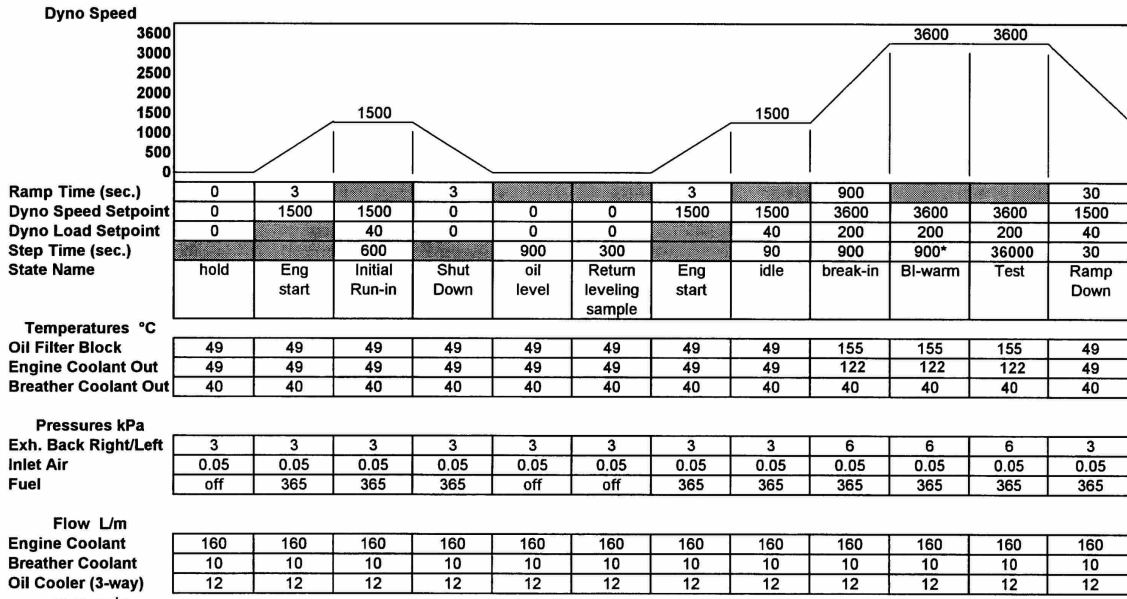 Dyno Speed
3600
3000
2500
2000
1500
1000
500
0
1500 1500 3600 3600
Ramp Time (sec.) 0 3 3 3 900 30
Dyno Speed Setpoint 0 1500 1500 0 0 0 1500 1500 3600 3600 3600 1500
Dyno Load Setpoint 0 40 0 0 0 40 200 200 200 40
Step Time (sec.) 600 900 300 90 900 900* 36000 30
State Name hold Eng start Initial Run-in Shut Down oil level Return leveling sample Eng start idle break-in BI-warm Test Ramp Down
Temperatures °C
Oil Filter Block 49 49 49 49 49 49 49 49 155 155 155 49
Engine Coolant Out 49 49 49 49 49 49 49 49 122 122 122 49
Breather Coolant Out 40 40 40 40 40 40 40 40 40 40 40 40
Pressures kPa
Exh. Back Right/Left 3 3 3 3 3 3 3 3 6 6 6 3
Inlet Air 0.05 0.05 0.05 0.05 0.05 0.05 0.05 0.05 0.05 0.05 0.05 0.05
Fuel off 365 365 365 off off 365 365 365 365 365 365
Flow L/m
Engine Coolant 160 160 160 160 160 160 160 160 160 160 160 160
Breather Coolant 10 10 10 10 10 10 10 10 10 10 10 10
Oil Cooler (3-way) 12 12 12 12 12 12 12 12 12 12 12 12